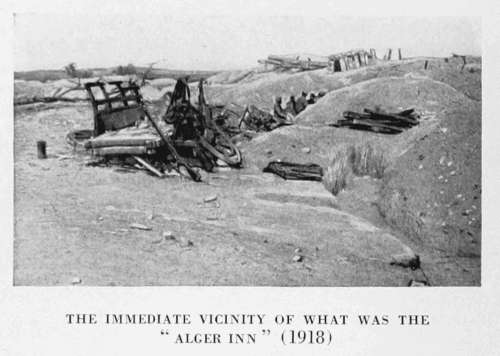 THE IMMEDIATE VICINITY OF WHAT WAS THE
“ALGER INN” (1918)